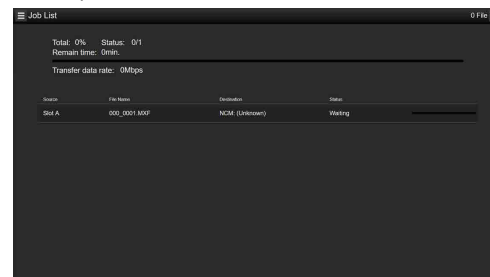 Job List 0 File
Total: 0% Status: 0/1
Remain time: 0min.
Transfer data rate: 0Mbps
Source File Name Destination Status
Slot A 000_0001.MXF NCM: (Unknown) Waiting